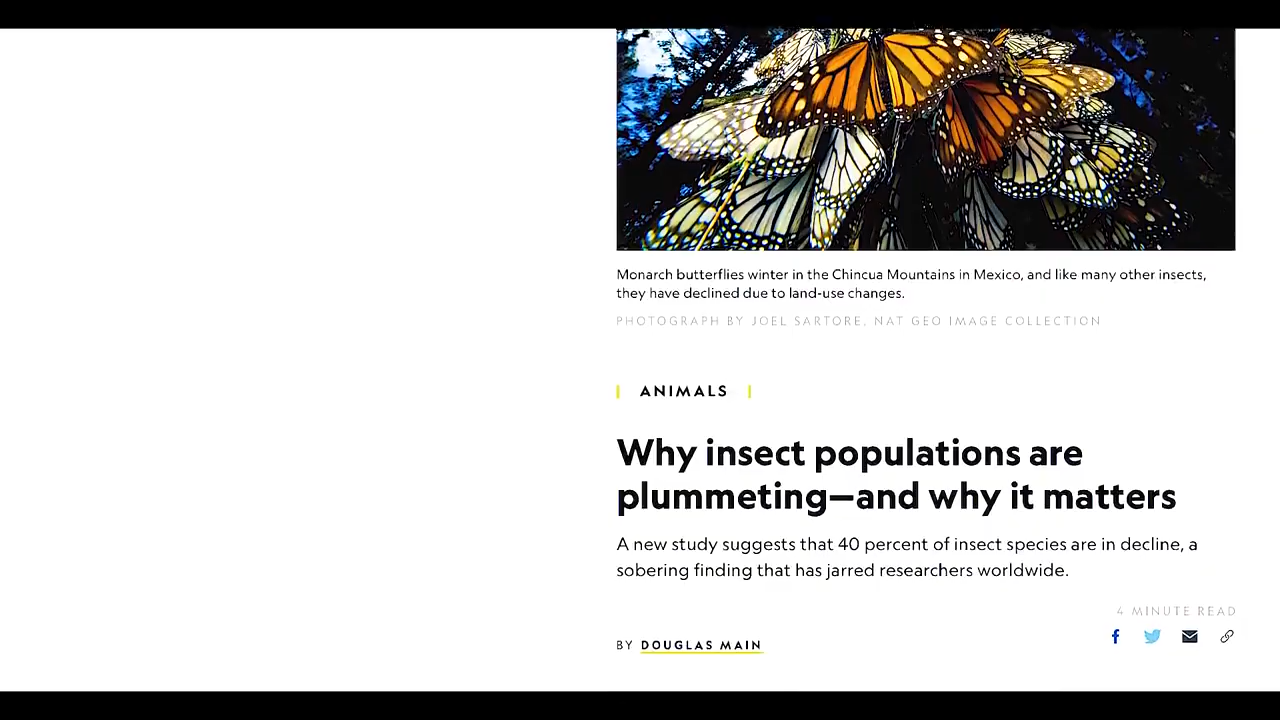 Monarch butterflies winter in the Chincua Mountains in Mexico, and like many other insects,
they have declined due to land-use changes.
PHOTOGRAPH BY JOEL SARTORE, NAT GEO IMAGE COLLECTION
ANIMALS
Why insect populations are
plummeting—and why it matters
A new study suggests that 40 percent of insect species are in decline, a
sobering finding that has jarred researchers worldwide.
4 MINUTE READ
BY DOUGLAS MAIN